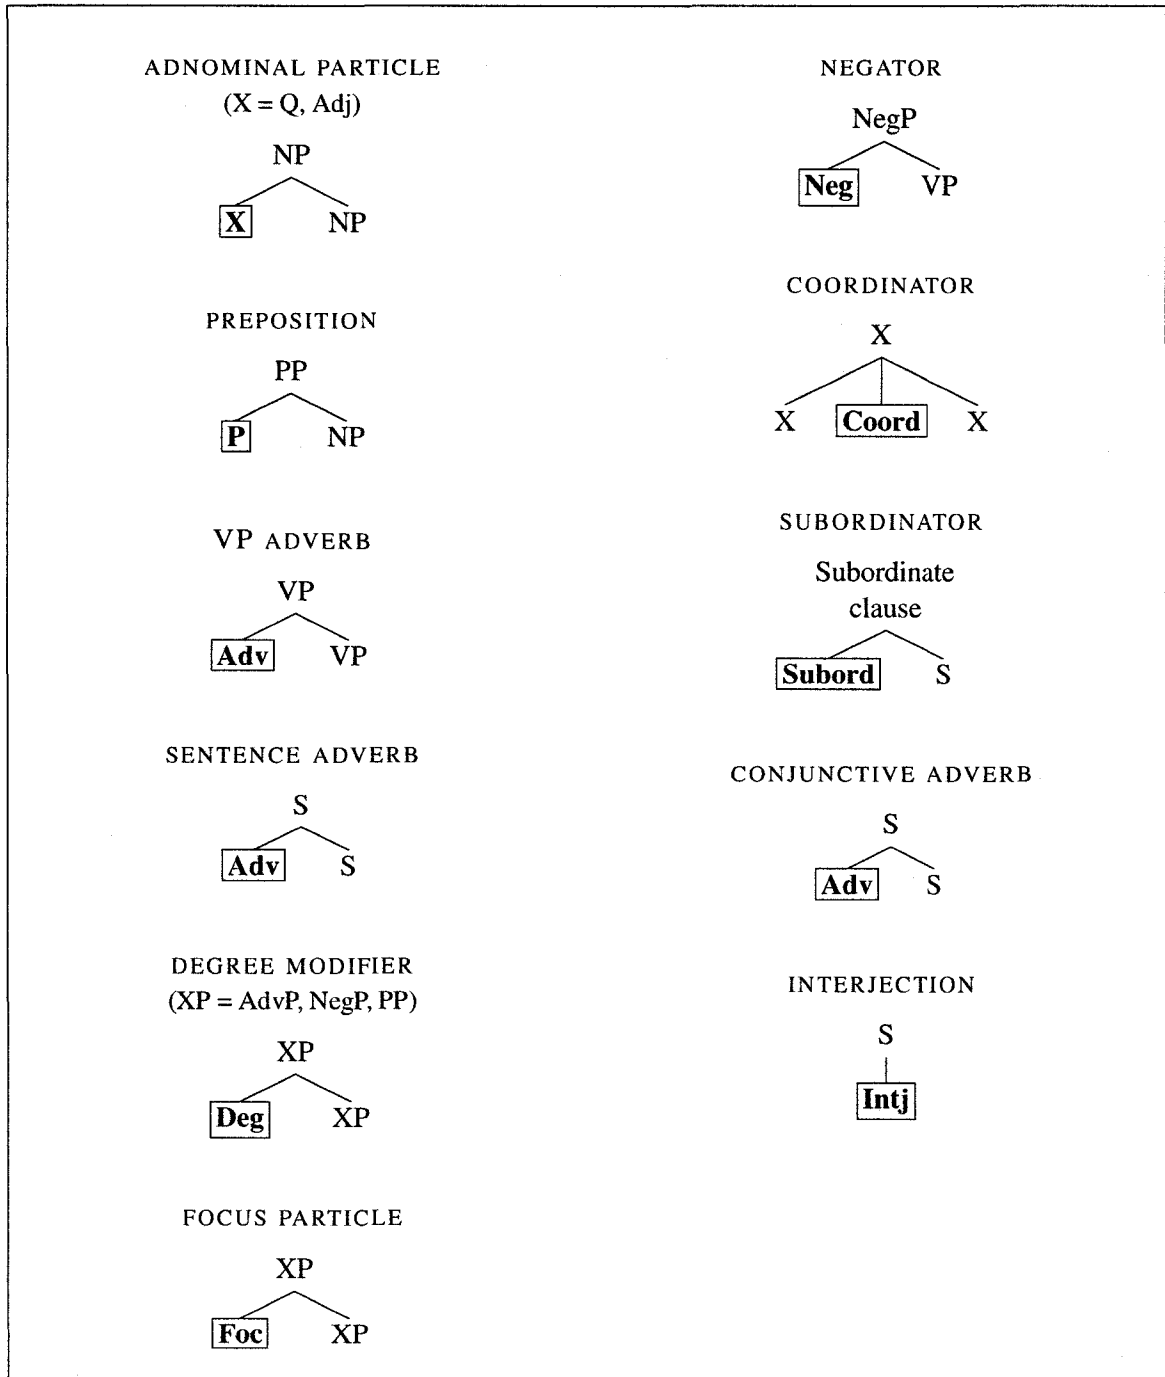 ADNOMINAL PARTICLE
(X = Q, Adj)
NP
X NP
PREPOSITION
PP
P NP
VP ADVERB
VP
Adv VP
SENTENCE ADVERB
S
Adv S
DEGREE MODIFIER
(XP = AdvP, NegP, PP)
XP
Deg XP
FOCUS PARTICLE
XP
Foc XP
NEGATOR
NegP
Neg VP
COORDINATOR
X
X Coord X
SUBORDINATOR
Subordinate
clause
Subord S
CONJUNCTIVE ADVERB
S
Adv S
INTERJECTION
S
Intj